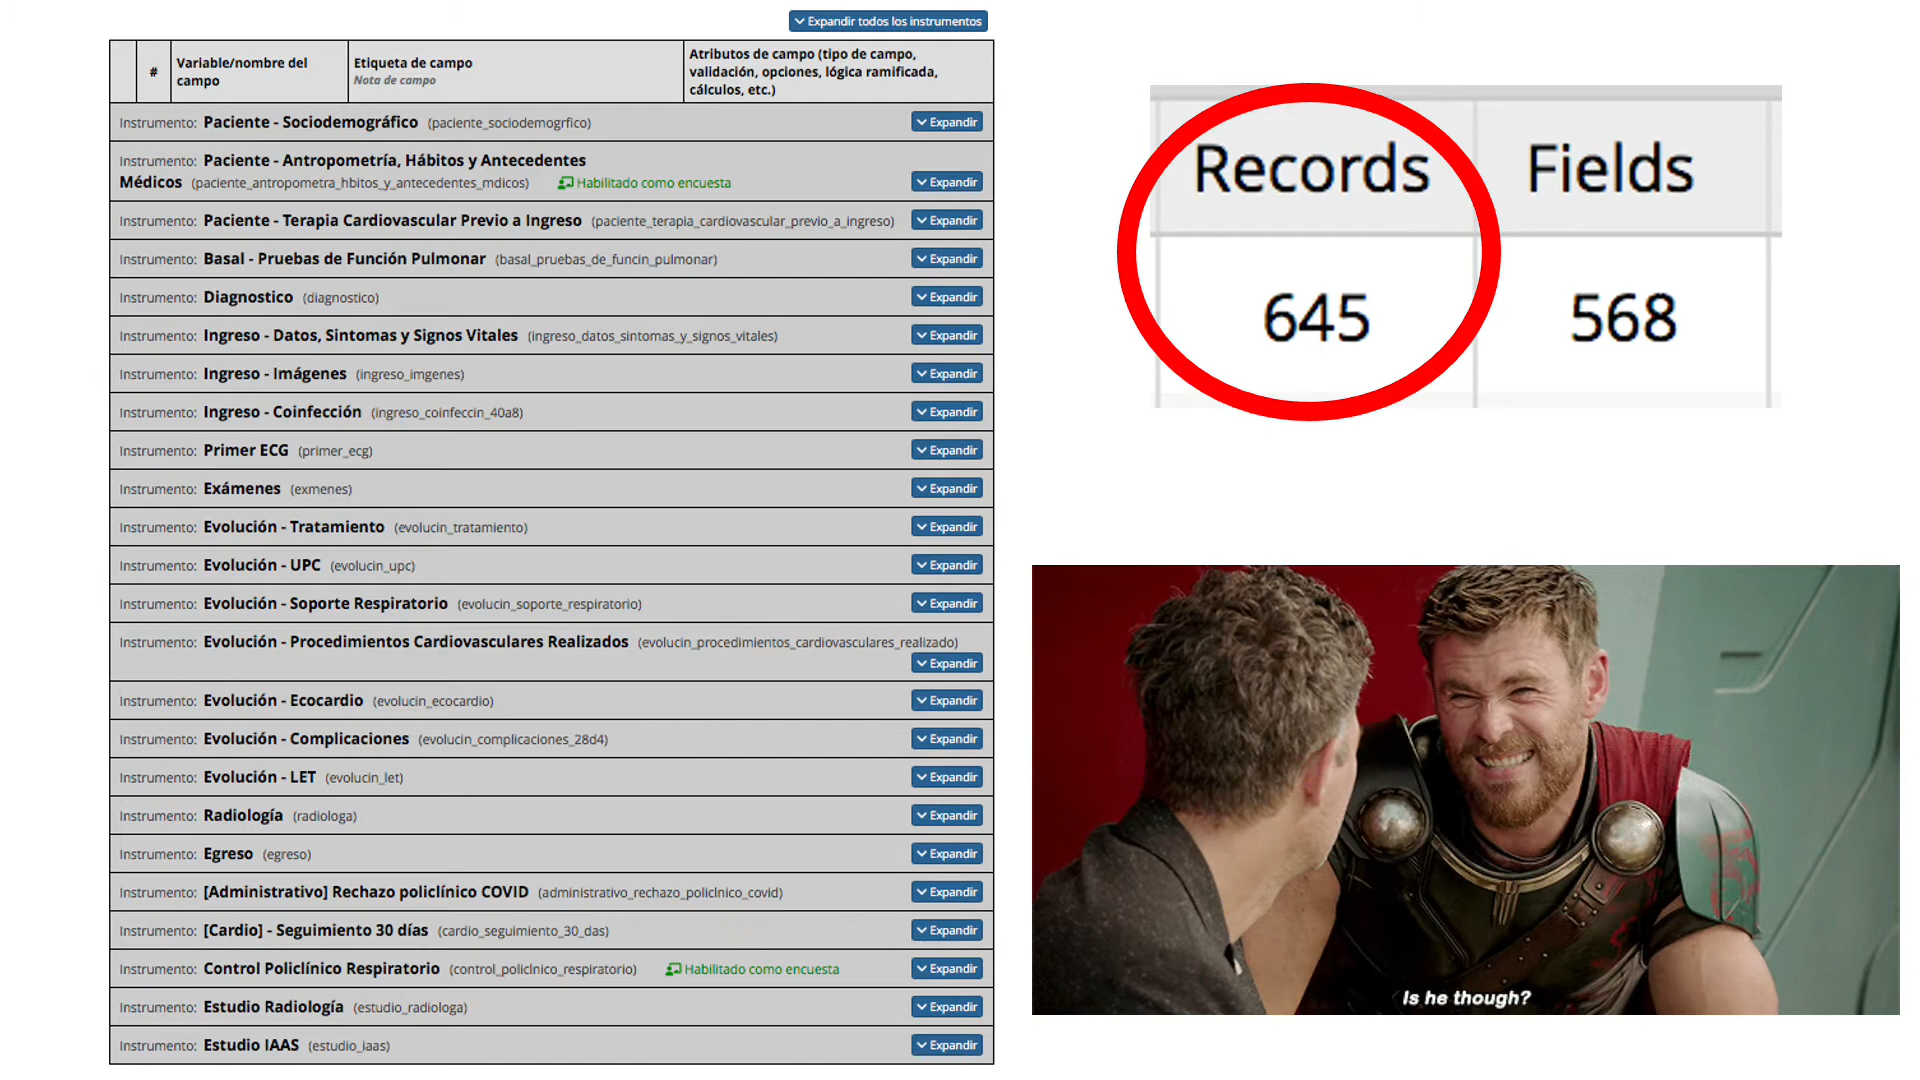 Expandir todos los instrumentos
# Variable/nombre del campo Etiqueta de campo Nota de campo Atributos de campo (tipo de campo, validación, opciones, lógica ramificada, cálculos, etc.)
Instrumento: Paciente - Sociodemográfico (paciente_sociodemogrfico) Expandir
Instrumento: Paciente - Antropometría, Hábitos y Antecedentes
Médicos (paciente_antropometra_hbitos_y_antecedentes_mdicos) Habilitado como encuesta Expandir
Instrumento: Paciente - Terapia Cardiovascular Previo a Ingreso (paciente_terapia_cardiovascular_previo_a_ingreso) Expandir
Instrumento: Basal - Pruebas de Función Pulmonar (basal_pruebas_de_funcin_pulmonar) Expandir
Instrumento: Diagnostico (diagnostico) Expandir
Instrumento: Ingreso - Datos, Sintomas y Signos Vitales (ingreso_datos_sintomas_y_signos_vitales) Expandir
Instrumento: Ingreso - Imágenes (ingreso_imgenes) Expandir
Instrumento: Ingreso - Coinfección (ingreso_coinfeccin_40a8) Expandir
Instrumento: Primer ECG (primer_ecg) Expandir
Instrumento: Exámenes (exmenes) Expandir
Instrumento: Evolución - Tratamiento (evolucin_tratamiento) Expandir
Instrumento: Evolución - UPC (evolucin_upc) Expandir
Instrumento: Evolución - Soporte Respiratorio (evolucin_soporte_respiratorio) Expandir
Instrumento: Evolución - Procedimientos Cardiovasculares Realizados (evolucin_procedimientos_cardiovasculares_realizado)
Expandir
Instrumento: Evolución - Ecocardio (evolucin_ecocardio) Expandir
Instrumento: Evolución - Complicaciones (evolucin_complicaciones_28d4) Expandir
Instrumento: Evolución - LET (evolucin_let) Expandir
Instrumento: Radiología (radiologa) Expandir
Instrumento: Egreso (egreso) Expandir
Instrumento: [Administrativo] Rechazo policlínico COVID (administrativo_rechazo_policlnico_covid) Expandir
Instrumento: [Cardio] - Seguimiento 30 días (cardio_seguimiento_30_das) Expandir
Instrumento: Control Policlínico Respiratorio (control_policlnico_respiratorio) Habilitado como encuesta Expandir
Instrumento: Estudio Radiología (estudio_radiologa) Expandir
Instrumento: Estudio IAAS (estudio_iaas) Expandir
Records Fields
645 568
Is he though?